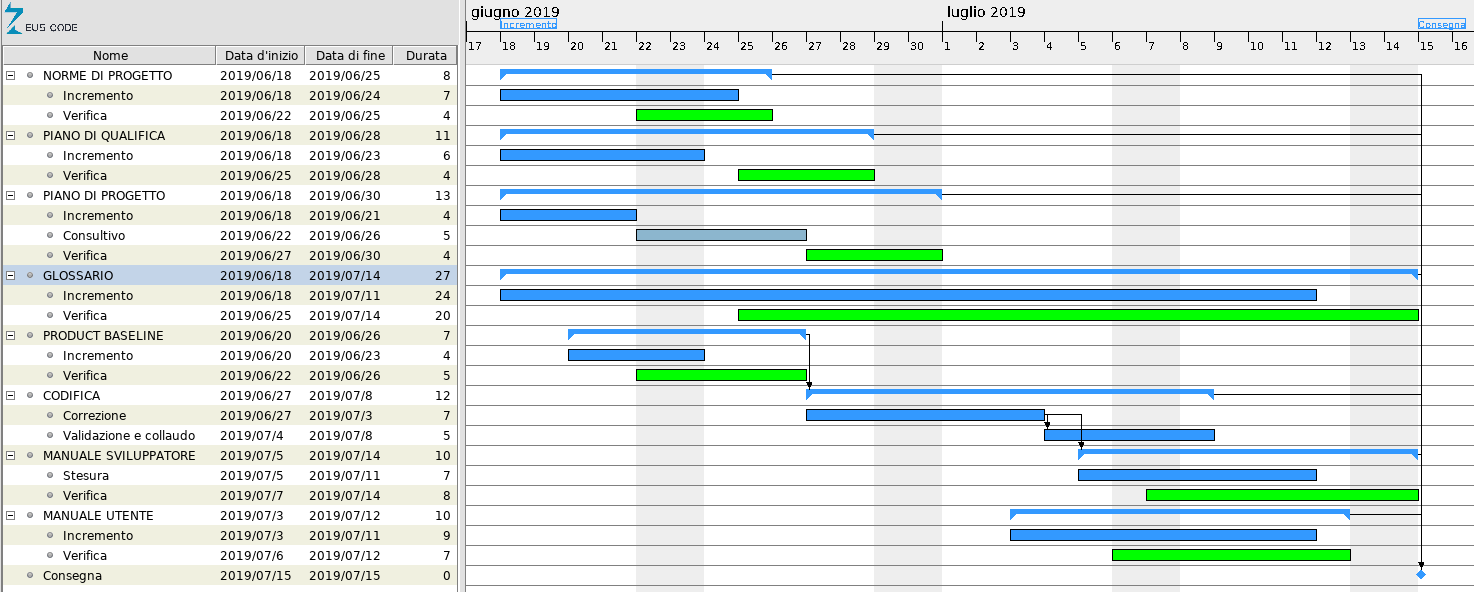 ZEUS CODE
giugno 2019
luglio 2019
Incremento
Consegna
17 18 19 20 21 22 23 24 25 26 27 28 29 30 1 2 3 4 5 6 7 8 9 10 11 12 13 14 15 16
Nome Data d'inizio Data di fine Durata
NORME DI PROGETTO 2019/06/18 2019/06/25 8
Incremento 2019/06/18 2019/06/24 7
Verifica 2019/06/22 2019/06/25 4
PIANO DI QUALIFICA 2019/06/18 2019/06/28 11
Incremento 2019/06/18 2019/06/23 6
Verifica 2019/06/25 2019/06/28 4
PIANO DI PROGETTO 2019/06/18 2019/06/30 13
Incremento 2019/06/18 2019/06/21 4
Consultivo 2019/06/22 2019/06/26 5
Verifica 2019/06/27 2019/06/30 4
GLOSSARIO 2019/06/18 2019/07/14 27
Incremento 2019/06/18 2019/07/11 24
Verifica 2019/06/25 2019/07/14 20
PRODUCT BASELINE 2019/06/20 2019/06/26 7
Incremento 2019/06/20 2019/06/23 4
Verifica 2019/06/22 2019/06/26 5
CODIFICA 2019/06/27 2019/07/8 12
Correzione 2019/06/27 2019/07/3 7
Validazione e collaudo 2019/07/4 2019/07/8 5
MANUALE SVILUPPATORE 2019/07/5 2019/07/14 10
Stesura 2019/07/5 2019/07/11 7
Verifica 2019/07/7 2019/07/14 8
MANUALE UTENTE 2019/07/3 2019/07/12 10
Incremento 2019/07/3 2019/07/11 9
Verifica 2019/07/6 2019/07/12 7
Consegna 2019/07/15 2019/07/15 0